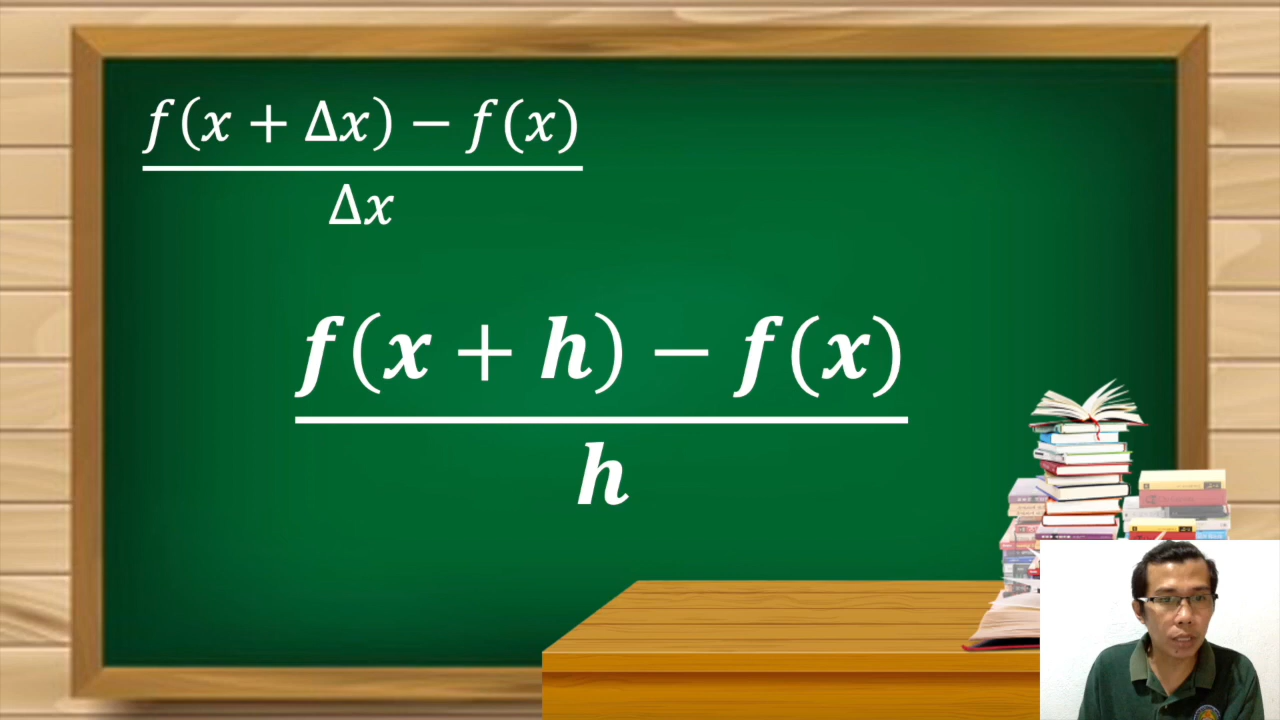 f(x + Δx) − f(x)
Δx
f(x + h) − f(x)
h